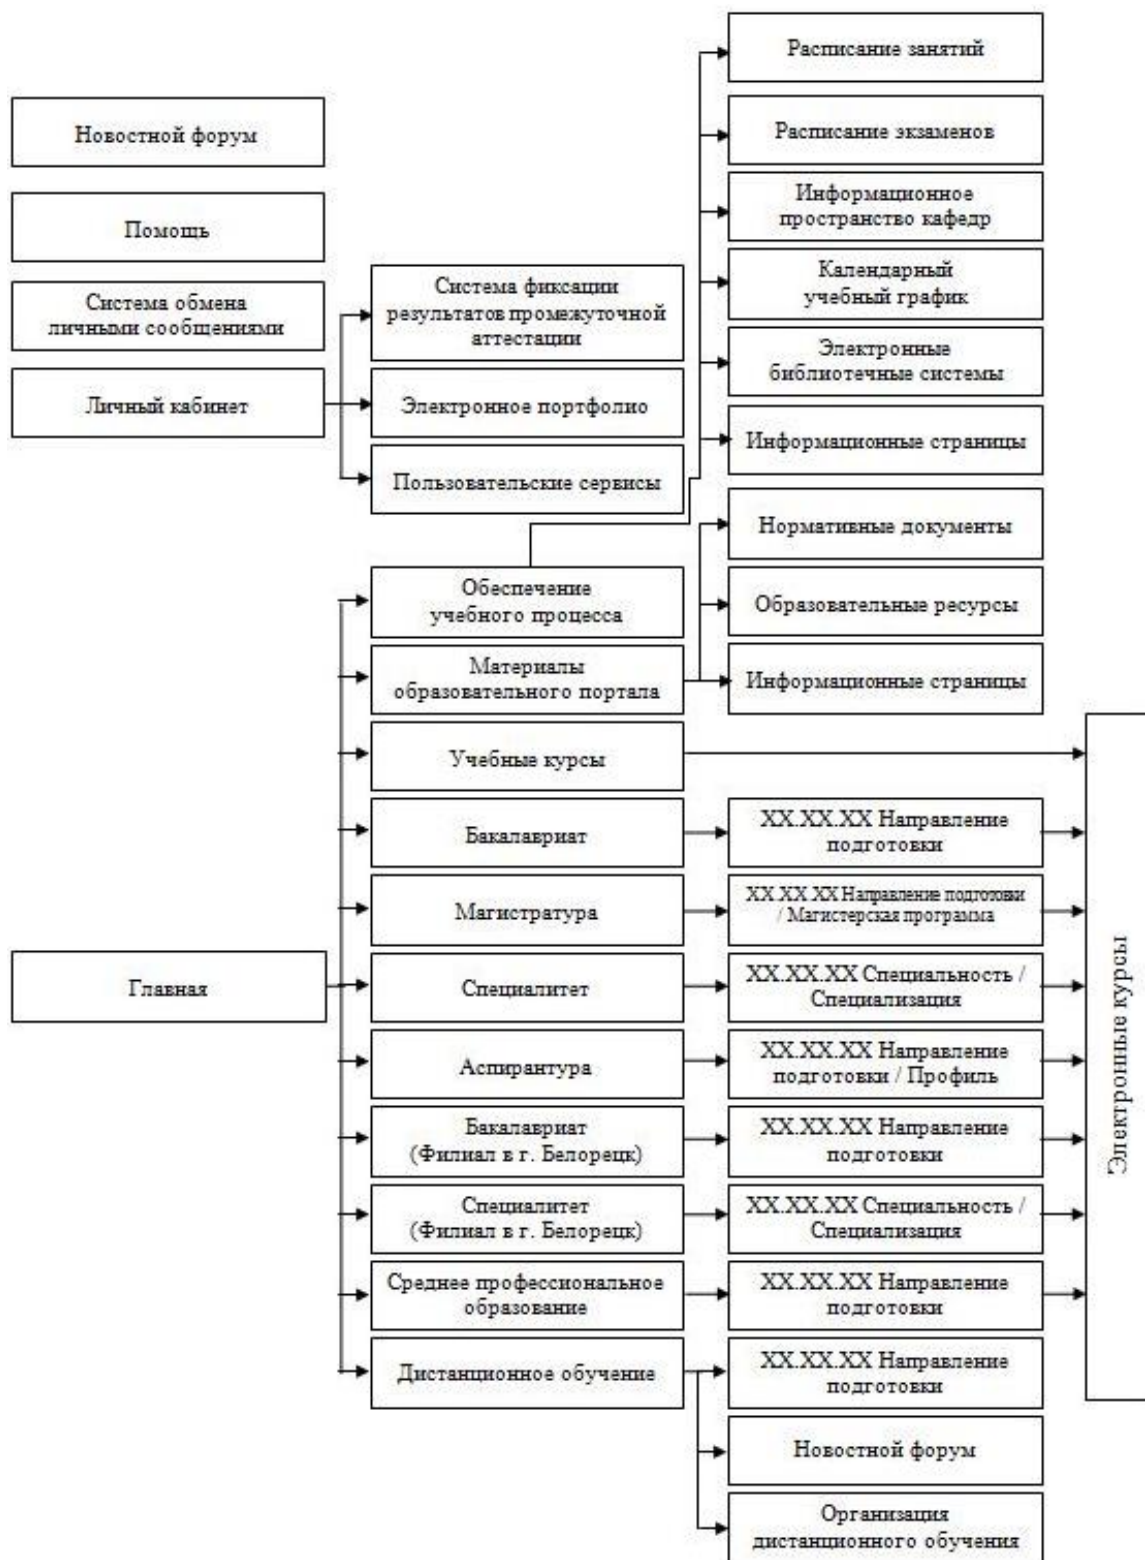 Новостной форум
Помощь
Система обмена
личными сообщениями
Личный кабинет
Главная
Система фиксации
результатов промежуточной
аттестации
Электронное портфолио
Пользовательские сервисы
Обеспечение
учебного процесса
Материалы
образовательного портала
Учебные курсы
Бакалавриат
Магистратура
Специалитет
Аспирантура
Бакалавриат
(Филиал в г. Белорецк)
Специалитет
(Филиал в г. Белорецк)
Среднее профессиональное
образование
Дистанционное обучение
Расписание занятий
Расписание экзаменов
Информационное
пространство кафедр
Календарный
учебный график
Электронные
библиотечные системы
Информационные страницы
Нормативные документы
Образовательные ресурсы
Информационные страницы
XX.XX.XX Направление
подготовки
XX.XX.XX Направление подготовки
/ Магистерская программа
XX.XX.XX Специальность /
Специализация
XX.XX.XX Направление
подготовки / Профиль
XX.XX.XX Направление
подготовки
XX.XX.XX Специальность /
Специализация
XX.XX.XX Направление
подготовки
XX.XX.XX Направление
подготовки
Новостной форум
Организация
дистанционного обучения
Электронные курсы